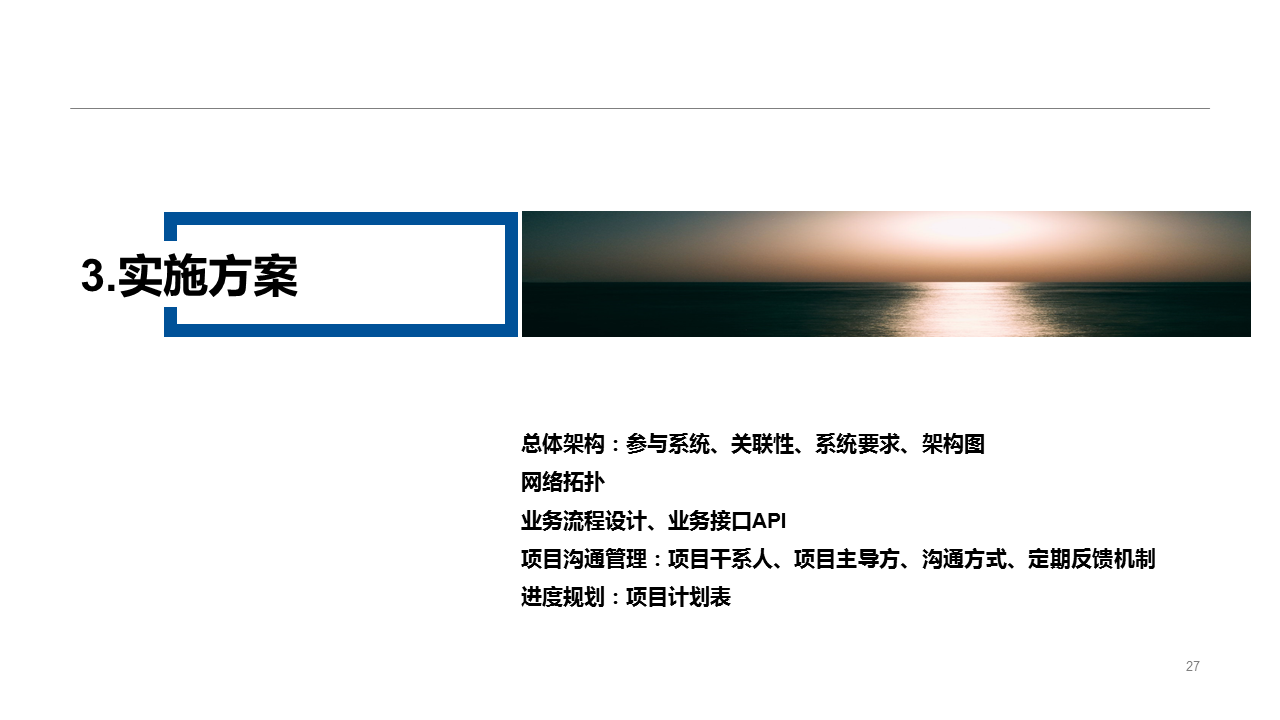 3.实施方案
总体架构：参与系统、关联性、系统要求、架构图
网络拓扑
业务流程设计、业务接口API
项目沟通管理：项目干系人、项目主导方、沟通方式、定期反馈机制
进度规划：项目计划表
27